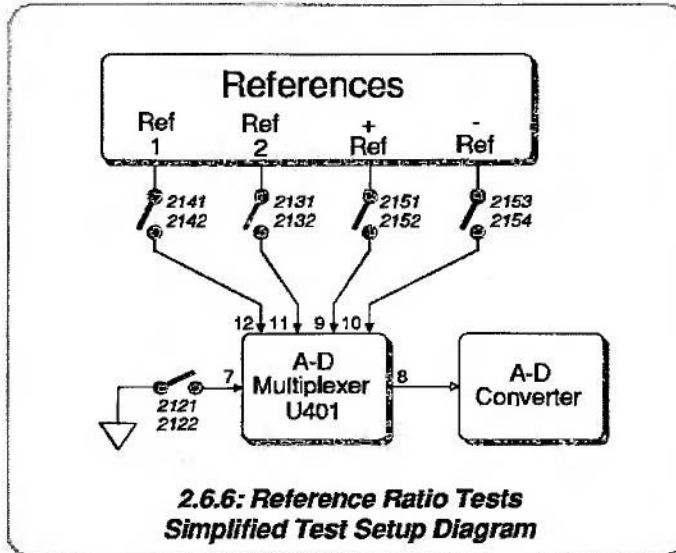 References
Ref Ref + -
1 2 Ref Ref
2141 2131 2151 2153
2142 2132 2152 2154
12 11 9 10
A-D
Multiplexer
U401
7
8
A-D
Converter
2121
2122
2.6.6: Reference Ratio Tests
Simplified Test Setup Diagram